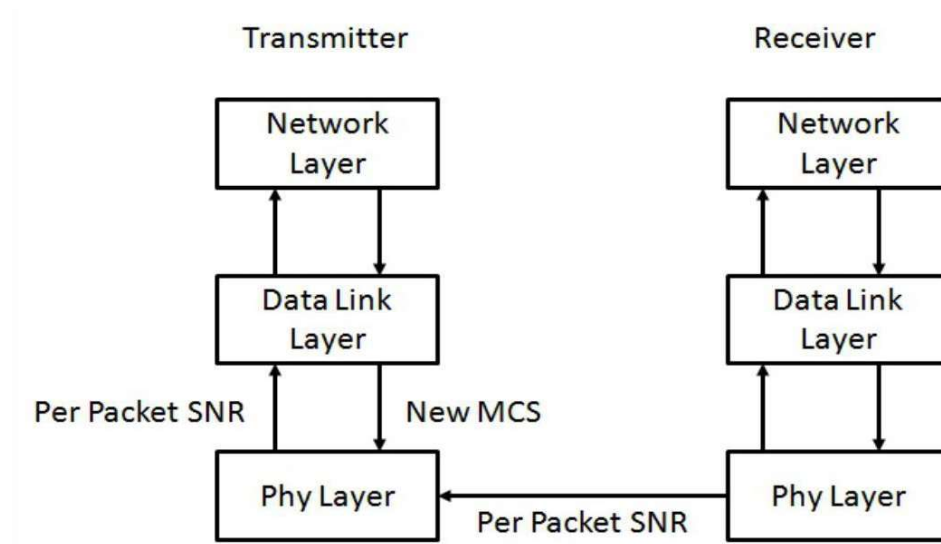 Transmitter
Receiver
Network
Layer
Network
Layer
Data Link
Layer
Data Link
Layer
Per Packet SNR
New MCS
Phy Layer
Phy Layer
Per Packet SNR